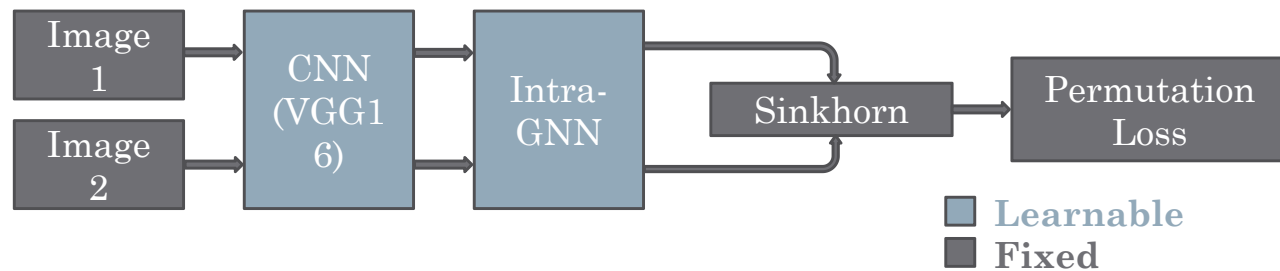 Image
1
Image
2
CNN
(VGG1
6)
Intra-
GNN
Sinkhorn
Permutation
Loss
Learnable
Fixed